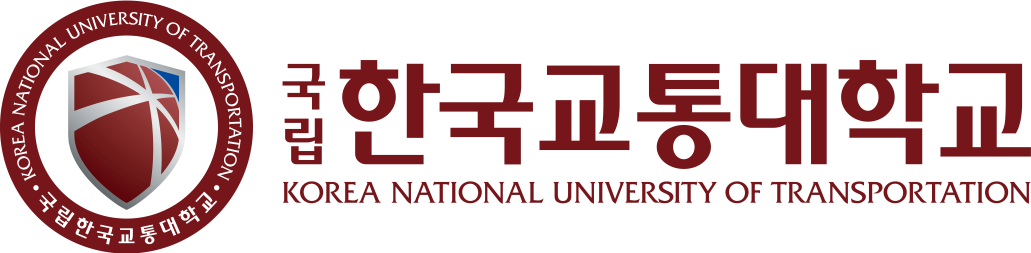 KOREA NATIONAL UNIVERSITY OF TRANSPORTATION
국립한국교통대학교
국립 한국교통대학교
KOREA NATIONAL UNIVERSITY OF TRANSPORTATION